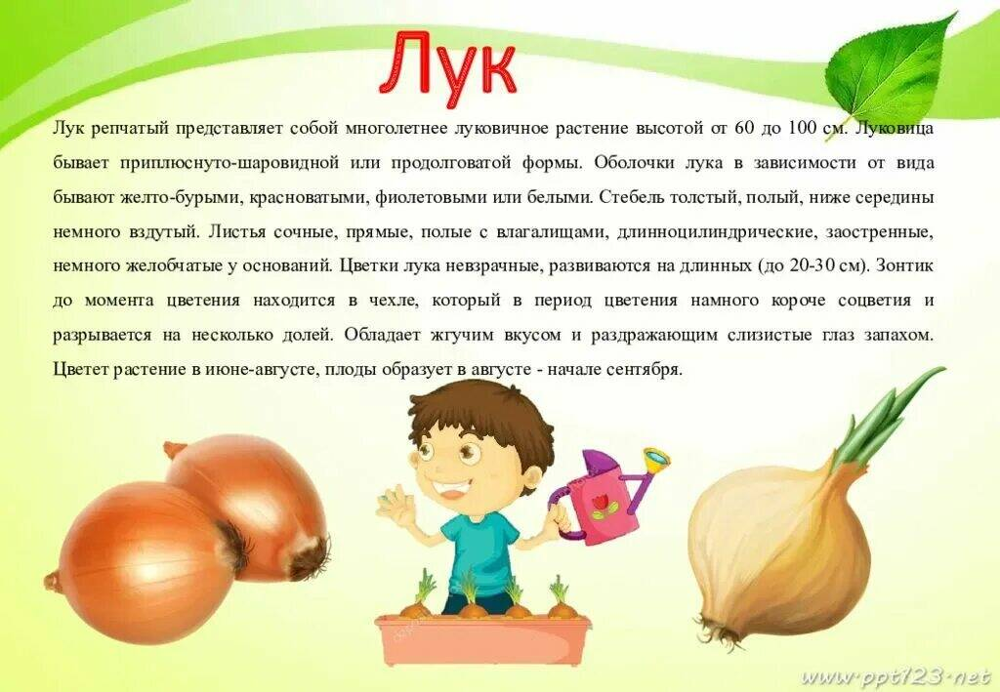 Лук
Лук репчатый представляет собой многолетнее луковичное растение высотой от 60 до 100 см. Луковица
бывает приплюснуто-шаровидной или продолговатой формы. Оболочки лука в зависимости от вида
бывают желто-бурыми, красноватыми, фиолетовыми или белыми. Стебель толстый, полый, ниже середины
немного вздутый. Листья сочные, прямые, полые с влагалищами, длинноцилиндрические, заостренные,
немного желобчатые у оснований. Цветки лука невзрачные, развиваются на длинных (до 20-30 см). Зонтик
до момента цветения находится в чехле, который в период цветения намного короче соцветия и
разрывается на несколько долей. Обладает жгучим вкусом и раздражающим слизистые глаз запахом.
Цветет растение в июне-августе, плоды образует в августе - начале сентября.
www.ppt123.net